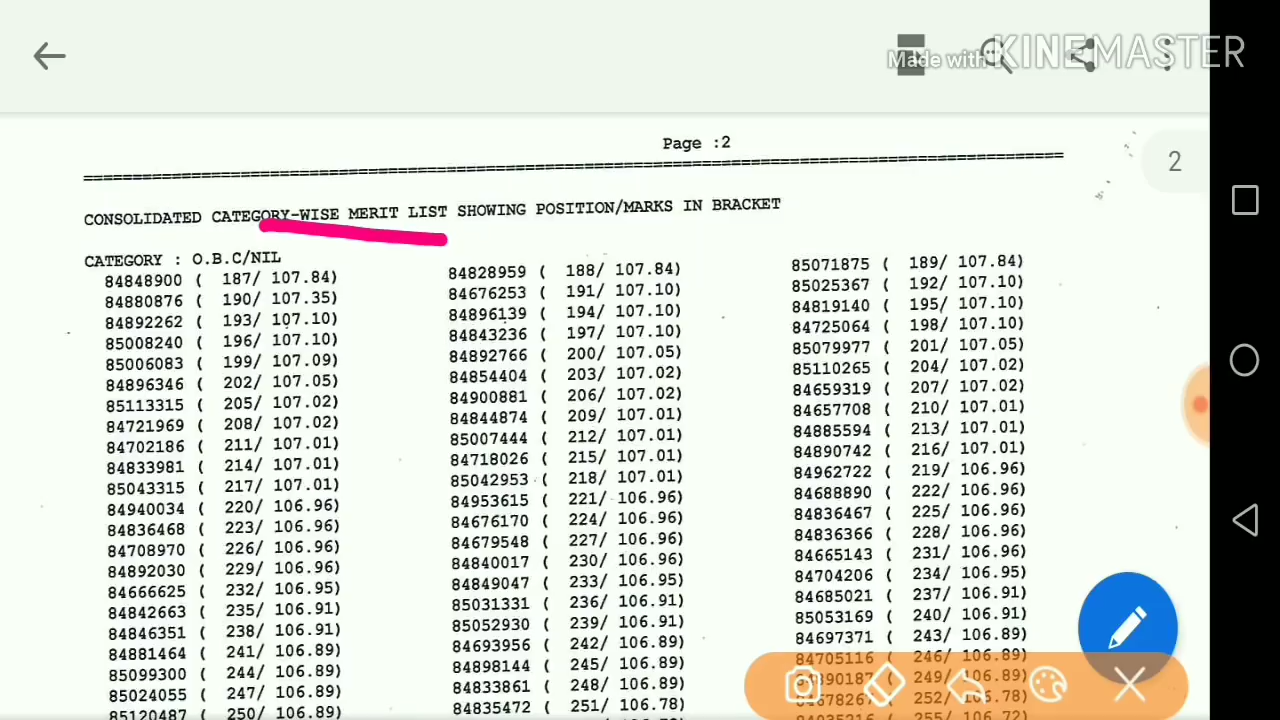 Made with KINEMASTER
Page :2
2
CONSOLIDATED CATEGORY-WISE MERIT LIST SHOWING POSITION/MARKS IN BRACKET
CATEGORY : O.B.C/NIL
84848900 ( 187/ 107.84) 84828959 ( 188/ 107.84) 85071875 ( 189/ 107.84)
84880876 ( 190/ 107.35) 84676253 ( 191/ 107.10) 85025367 ( 192/ 107.10)
84892262 ( 193/ 107.10) 84896139 ( 194/ 107.10) 84819140 ( 195/ 107.10)
85008240 ( 196/ 107.10) 84843236 ( 197/ 107.10) 84725064 ( 198/ 107.10)
85006083 ( 199/ 107.09) 84892766 ( 200/ 107.05) 85079977 ( 201/ 107.05)
84896346 ( 202/ 107.05) 84854404 ( 203/ 107.02) 85110265 ( 204/ 107.02)
85113315 ( 205/ 107.02) 84900881 ( 206/ 107.02) 84659319 ( 207/ 107.02)
84721969 ( 208/ 107.02) 84844874 ( 209/ 107.01) 84657708 ( 210/ 107.01)
84702186 ( 211/ 107.01) 85007444 ( 212/ 107.01) 84885594 ( 213/ 107.01)
84833981 ( 214/ 107.01) 84718026 ( 215/ 107.01) 84890742 ( 216/ 107.01)
85043315 ( 217/ 107.01) 85042953 ( 218/ 107.01) 84962722 ( 219/ 106.96)
84940034 ( 220/ 106.96) 84953615 ( 221/ 106.96) 84688890 ( 222/ 106.96)
84836468 ( 223/ 106.96) 84676170 ( 224/ 106.96) 84836467 ( 225/ 106.96)
84708970 ( 226/ 106.96) 84679548 ( 227/ 106.96) 84836366 ( 228/ 106.96)
84892030 ( 229/ 106.96) 84840017 ( 230/ 106.96) 84665143 ( 231/ 106.96)
84666625 ( 232/ 106.95) 84849047 ( 233/ 106.95) 84704206 ( 234/ 106.95)
84842663 ( 235/ 106.91) 85031331 ( 236/ 106.91) 84685021 ( 237/ 106.91)
84846351 ( 238/ 106.91) 85052930 ( 239/ 106.91) 85053169 ( 240/ 106.91)
84881464 ( 241/ 106.89) 84693956 ( 242/ 106.89) 84697371 ( 243/ 106.89)
85099300 ( 244/ 106.89) 84898144 ( 245/ 106.89) 84705116 ( 246/ 106.89)
85024055 ( 247/ 106.89) 84833861 ( 248/ 106.89) 249/ 106.89)
85120487 ( 250/ 106.89) 84835472 ( 251/ 106.78) 84678267 ( 252/ 106.78)
255/ 106.72)